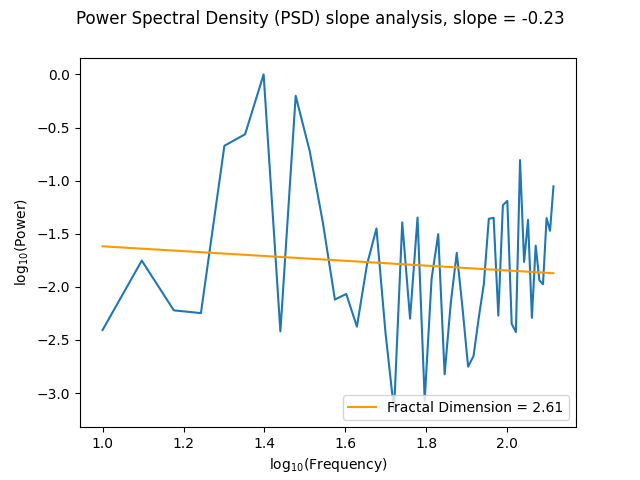 Power Spectral Density (PSD) slope analysis, slope = -0.23
0.0
−0.5
−1.0
−1.5
−2.0
−2.5
−3.0
log₁₀(Power)
Fractal Dimension = 2.61
1.0 1.2 1.4 1.6 1.8 2.0
log₁₀(Frequency)